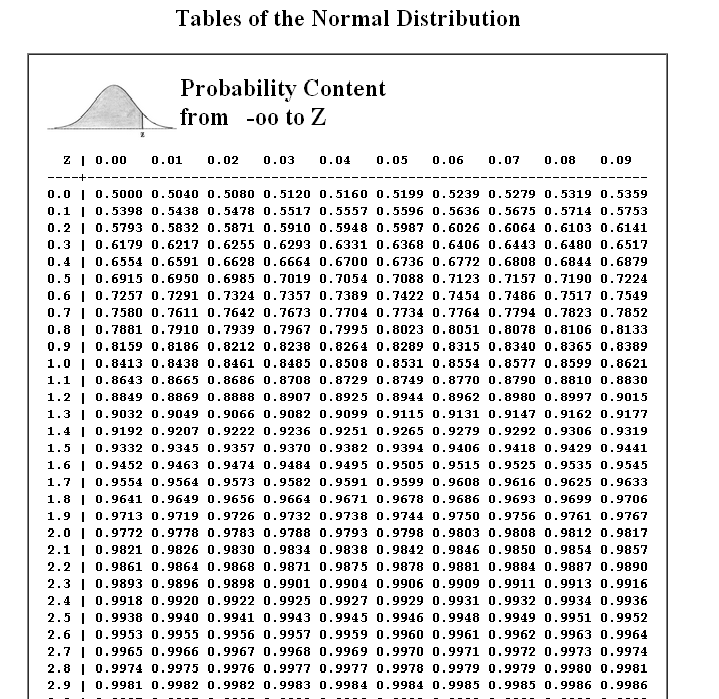 Tables of the Normal Distribution
Probability Content
from -oo to Z
z
Z | 0.00 0.01 0.02 0.03 0.04 0.05 0.06 0.07 0.08 0.09
----+----------------------------------------------------------------------
0.0 | 0.5000 0.5040 0.5080 0.5120 0.5160 0.5199 0.5239 0.5279 0.5319 0.5359
0.1 | 0.5398 0.5438 0.5478 0.5517 0.5557 0.5596 0.5636 0.5675 0.5714 0.5753
0.2 | 0.5793 0.5832 0.5871 0.5910 0.5948 0.5987 0.6026 0.6064 0.6103 0.6141
0.3 | 0.6179 0.6217 0.6255 0.6293 0.6331 0.6368 0.6406 0.6443 0.6480 0.6517
0.4 | 0.6554 0.6591 0.6628 0.6664 0.6700 0.6736 0.6772 0.6808 0.6844 0.6879
0.5 | 0.6915 0.6950 0.6985 0.7019 0.7054 0.7088 0.7123 0.7157 0.7190 0.7224
0.6 | 0.7257 0.7291 0.7324 0.7357 0.7389 0.7422 0.7454 0.7486 0.7517 0.7549
0.7 | 0.7580 0.7611 0.7642 0.7673 0.7704 0.7734 0.7764 0.7794 0.7823 0.7852
0.8 | 0.7881 0.7910 0.7939 0.7967 0.7995 0.8023 0.8051 0.8078 0.8106 0.8133
0.9 | 0.8159 0.8186 0.8212 0.8238 0.8264 0.8289 0.8315 0.8340 0.8365 0.8389
1.0 | 0.8413 0.8438 0.8461 0.8485 0.8508 0.8531 0.8554 0.8577 0.8599 0.8621
1.1 | 0.8643 0.8665 0.8686 0.8708 0.8729 0.8749 0.8770 0.8790 0.8810 0.8830
1.2 | 0.8849 0.8869 0.8888 0.8907 0.8925 0.8944 0.8962 0.8980 0.8997 0.9015
1.3 | 0.9032 0.9049 0.9066 0.9082 0.9099 0.9115 0.9131 0.9147 0.9162 0.9177
1.4 | 0.9192 0.9207 0.9222 0.9236 0.9251 0.9265 0.9279 0.9292 0.9306 0.9319
1.5 | 0.9332 0.9345 0.9357 0.9370 0.9382 0.9394 0.9406 0.9418 0.9429 0.9441
1.6 | 0.9452 0.9463 0.9474 0.9484 0.9495 0.9505 0.9515 0.9525 0.9535 0.9545
1.7 | 0.9554 0.9564 0.9573 0.9582 0.9591 0.9599 0.9608 0.9616 0.9625 0.9633
1.8 | 0.9641 0.9649 0.9656 0.9664 0.9671 0.9678 0.9686 0.9693 0.9699 0.9706
1.9 | 0.9713 0.9719 0.9726 0.9732 0.9738 0.9744 0.9750 0.9756 0.9761 0.9767
2.0 | 0.9772 0.9778 0.9783 0.9788 0.9793 0.9798 0.9803 0.9808 0.9812 0.9817
2.1 | 0.9821 0.9826 0.9830 0.9834 0.9838 0.9842 0.9846 0.9850 0.9854 0.9857
2.2 | 0.9861 0.9864 0.9868 0.9871 0.9875 0.9878 0.9881 0.9884 0.9887 0.9890
2.3 | 0.9893 0.9896 0.9898 0.9901 0.9904 0.9906 0.9909 0.9911 0.9913 0.9916
2.4 | 0.9918 0.9920 0.9922 0.9925 0.9927 0.9929 0.9931 0.9932 0.9934 0.9936
2.5 | 0.9938 0.9940 0.9941 0.9943 0.9945 0.9946 0.9948 0.9949 0.9951 0.9952
2.6 | 0.9953 0.9955 0.9956 0.9957 0.9959 0.9960 0.9961 0.9962 0.9963 0.9964
2.7 | 0.9965 0.9966 0.9967 0.9968 0.9969 0.9970 0.9971 0.9972 0.9973 0.9974
2.8 | 0.9974 0.9975 0.9976 0.9977 0.9977 0.9978 0.9979 0.9979 0.9980 0.9981
2.9 | 0.9981 0.9982 0.9982 0.9983 0.9984 0.9984 0.9985 0.9985 0.9986 0.9986